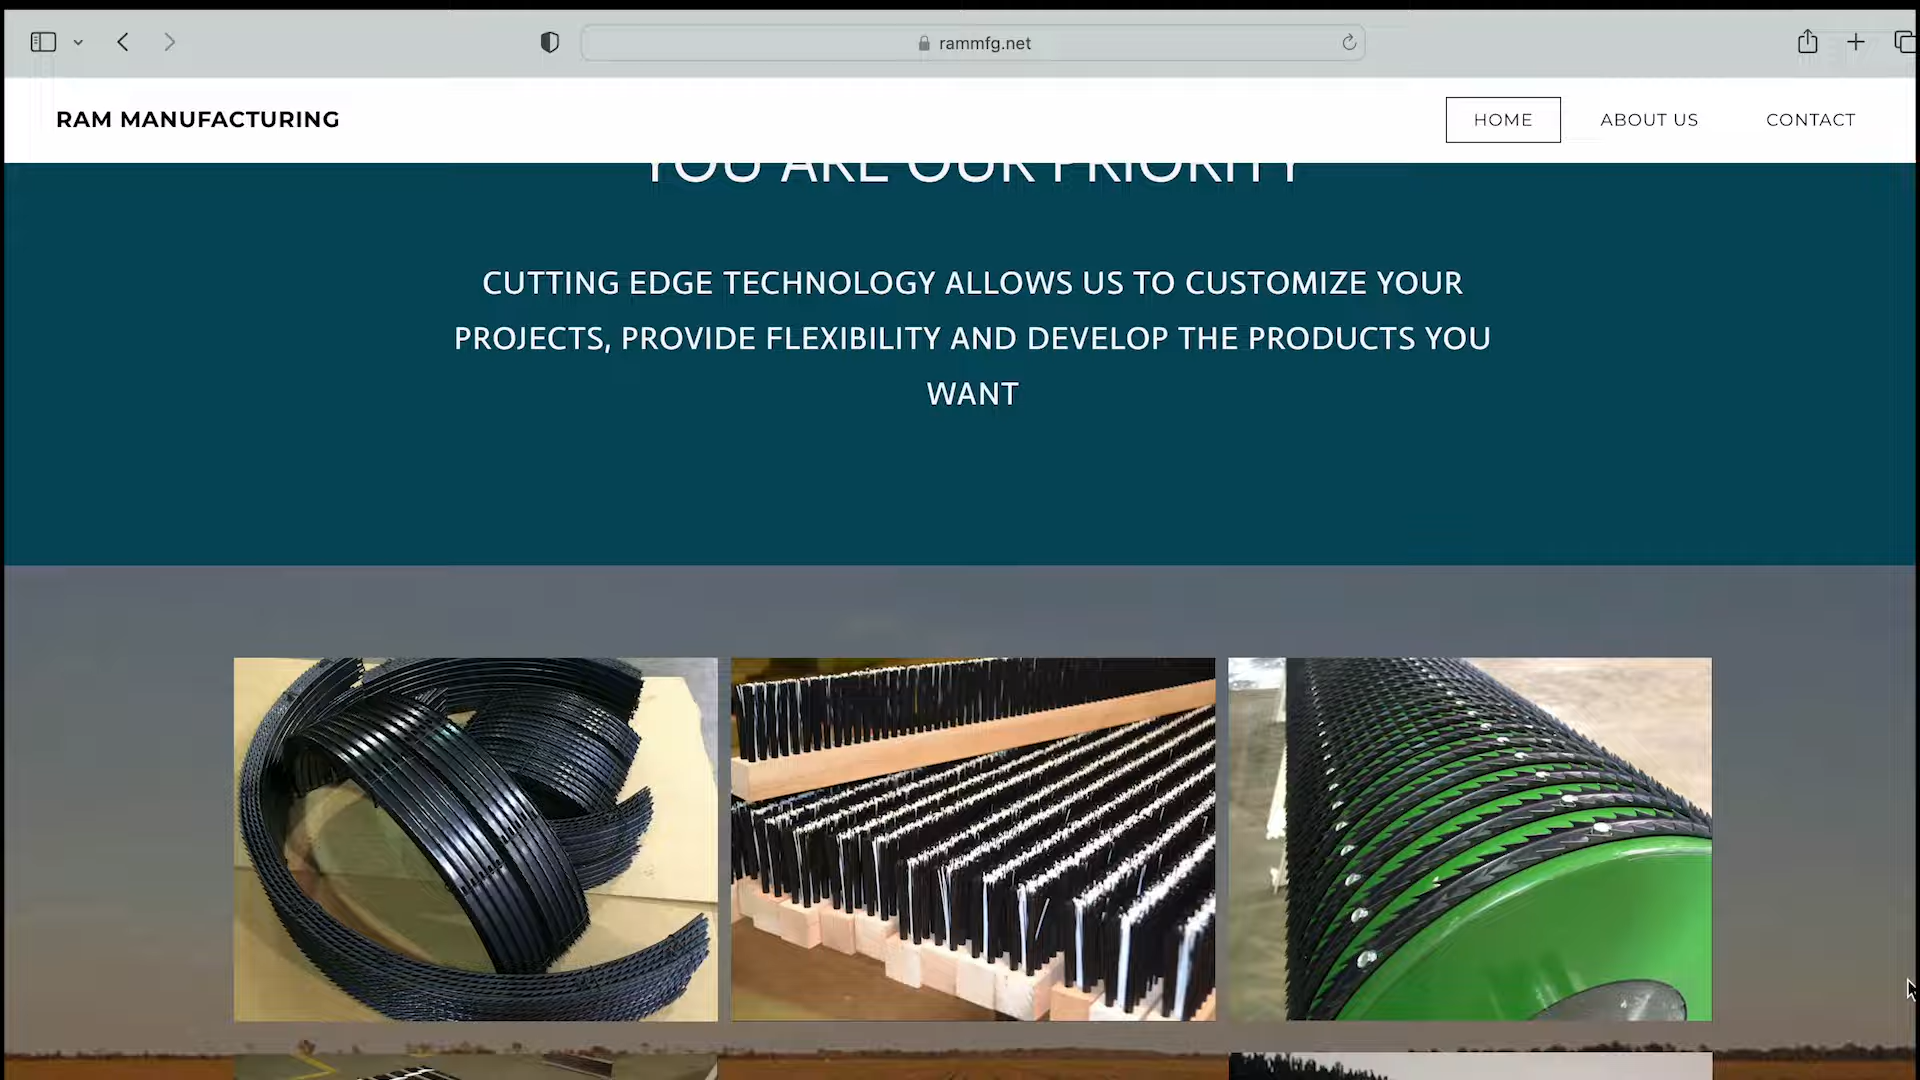 rammfg.net
RAM MANUFACTURING
HOME
ABOUT US
CONTACT
YOU ARE OUR PRIORITY
CUTTING EDGE TECHNOLOGY ALLOWS US TO CUSTOMIZE YOUR
PROJECTS, PROVIDE FLEXIBILITY AND DEVELOP THE PRODUCTS YOU
WANT